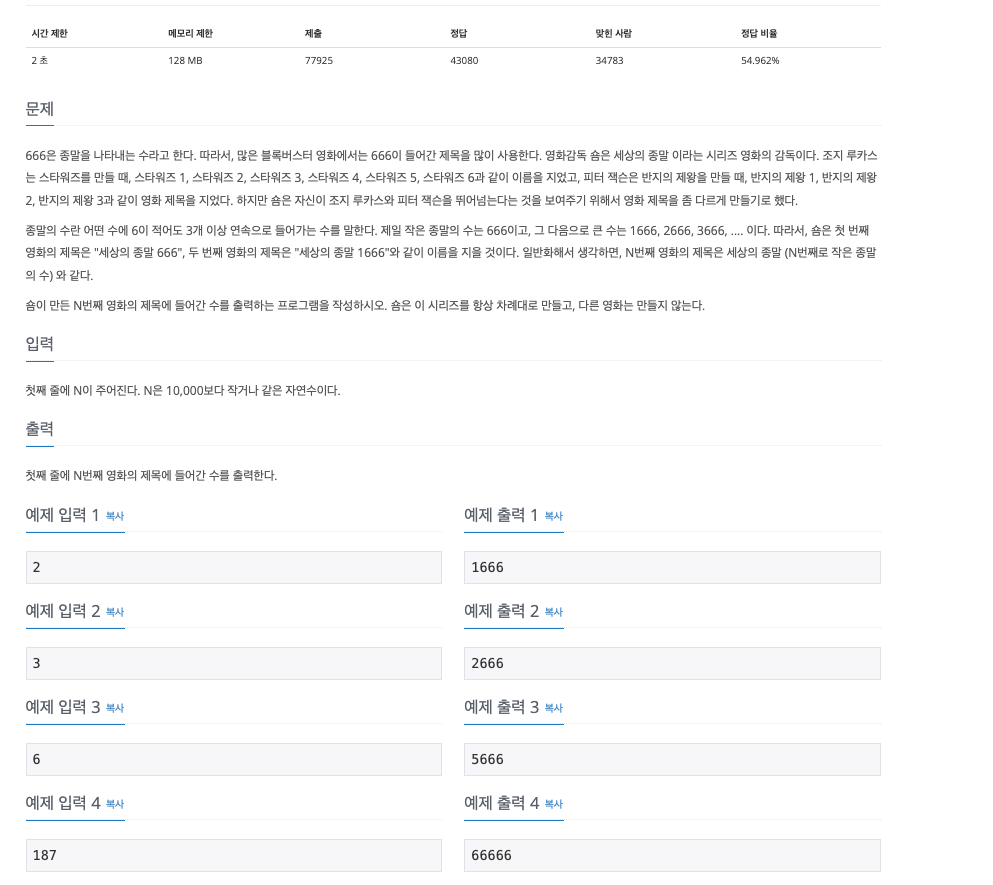 시간 제한 메모리 제한 제출 정답 맞힌 사람 정답 비율
2 초 128 MB 77925 43080 34783 54.962%
문제
666은 종말을 나타내는 수라고 한다. 따라서, 많은 블록버스터 영화에서는 666이 들어간 제목을 많이 사용한다. 영화감독 숌은 세상의 종말 이라는 시리즈 영화의 감독이다. 조지 루카스
는 스타워즈를 만들 때, 스타워즈 1, 스타워즈 2, 스타워즈 3, 스타워즈 4, 스타워즈 5, 스타워즈 6과 같이 이름을 지었고, 피터 잭슨은 반지의 제왕을 만들 때, 반지의 제왕 1, 반지의 제왕
2, 반지의 제왕 3과 같이 영화 제목을 지었다. 하지만 숌은 자신이 조지 루카스와 피터 잭슨을 뛰어넘는다는 것을 보여주기 위해서 영화 제목을 좀 다르게 만들기로 했다.
종말의 수란 어떤 수에 6이 적어도 3개 이상 연속으로 들어가는 수를 말한다. 제일 작은 종말의 수는 666이고, 그 다음으로 큰 수는 1666, 2666, 3666, .... 이다. 따라서, 숌은 첫 번째
영화의 제목은 "세상의 종말 666", 두 번째 영화의 제목은 "세상의 종말 1666"와 같이 이름을 지을 것이다. 일반화해서 생각하면, N번째 영화의 제목은 세상의 종말 (N번째로 작은 종말
의 수) 와 같다.
숌이 만든 N번째 영화의 제목에 들어간 수를 출력하는 프로그램을 작성하시오. 숌은 이 시리즈를 항상 차례대로 만들고, 다른 영화는 만들지 않는다.
입력
첫째 줄에 N이 주어진다. N은 10,000보다 작거나 같은 자연수이다.
출력
첫째 줄에 N번째 영화의 제목에 들어간 수를 출력한다.
예제 입력 1 복사 예제 출력 1 복사
2 1666
예제 입력 2 복사 예제 출력 2 복사
3 2666
예제 입력 3 복사 예제 출력 3 복사
6 5666
예제 입력 4 복사 예제 출력 4 복사
187 66666